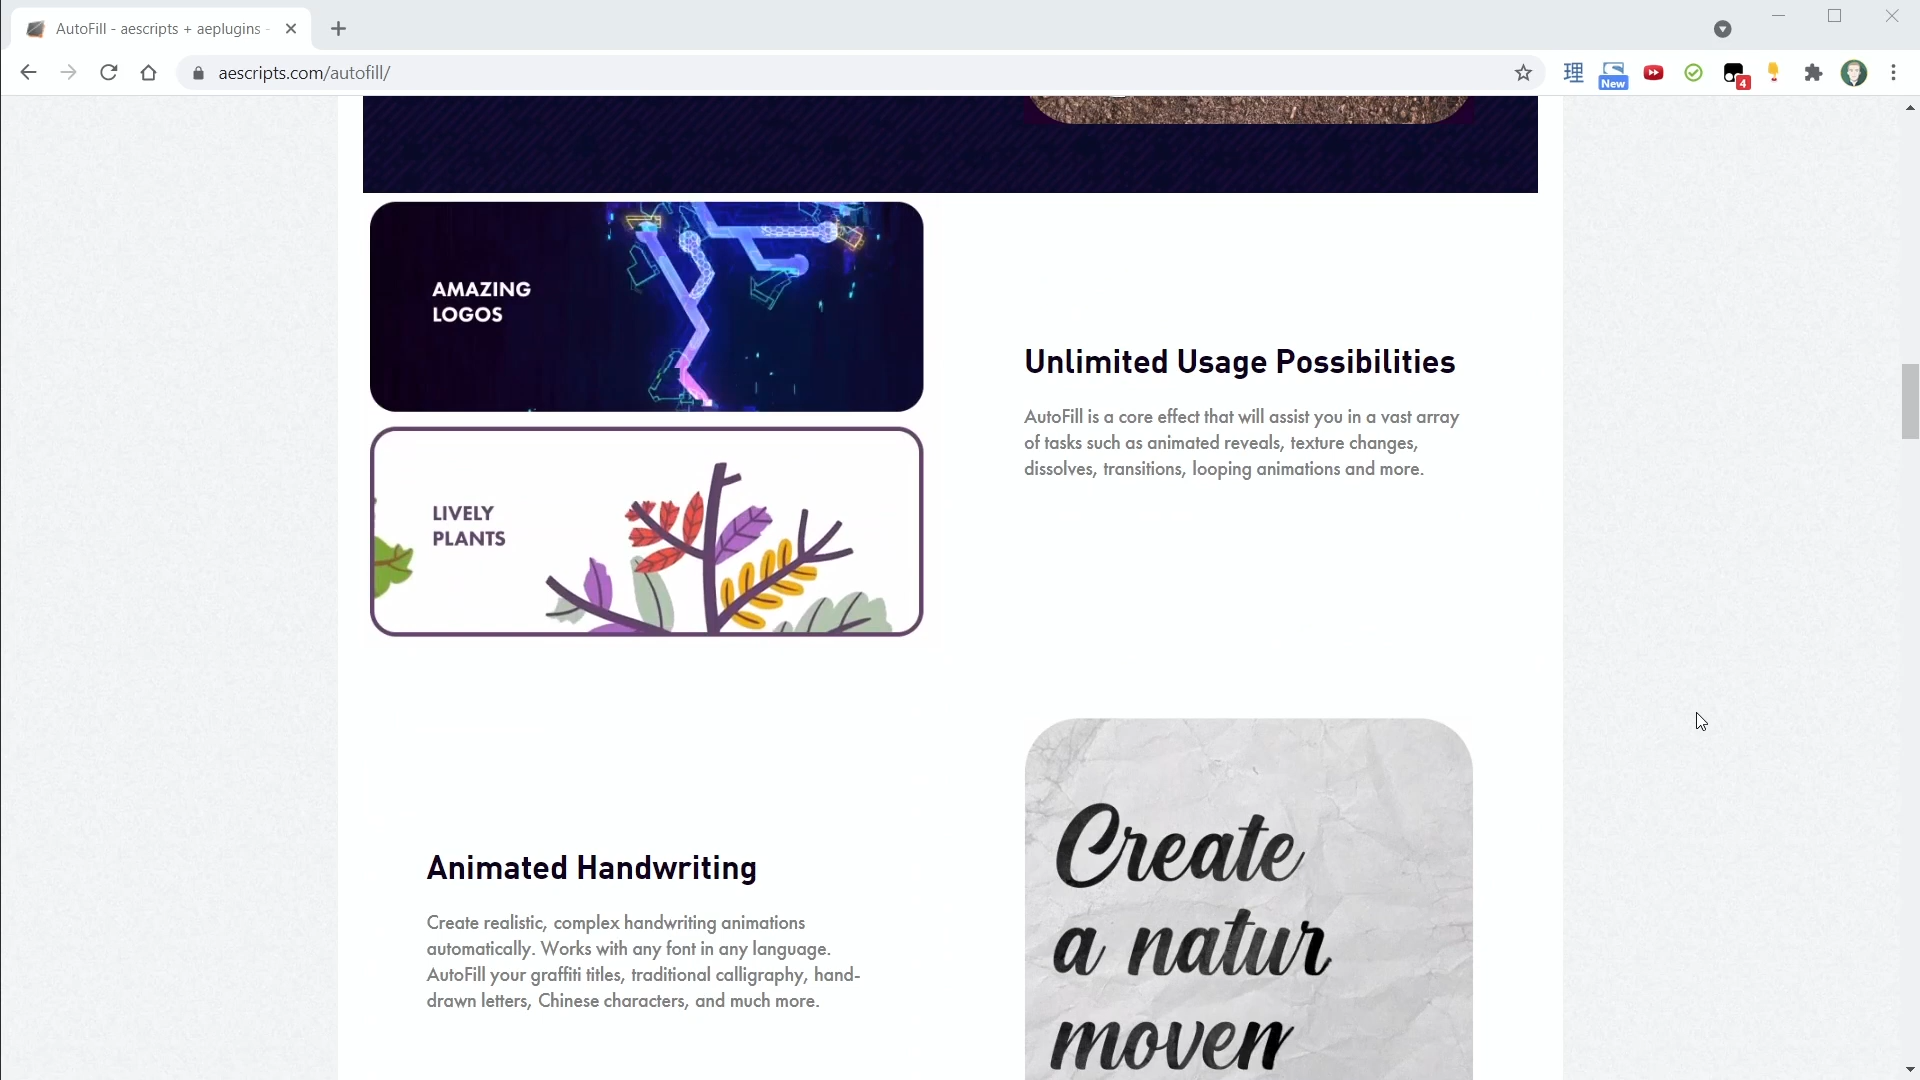 AutoFill - aescripts + aeplugins -
aescripts.com/autofill/
理
New
4
AMAZING
LOGOS
Unlimited Usage Possibilities
AutoFill is a core effect that will assist you in a vast array
of tasks such as animated reveals, texture changes,
dissolves, transitions, looping animations and more.
LIVELY
PLANTS
Animated Handwriting
Create realistic, complex handwriting animations
automatically. Works with any font in any language.
AutoFill your graffiti titles, traditional calligraphy, hand-
drawn letters, Chinese characters, and much more.
Create
a natur
movem